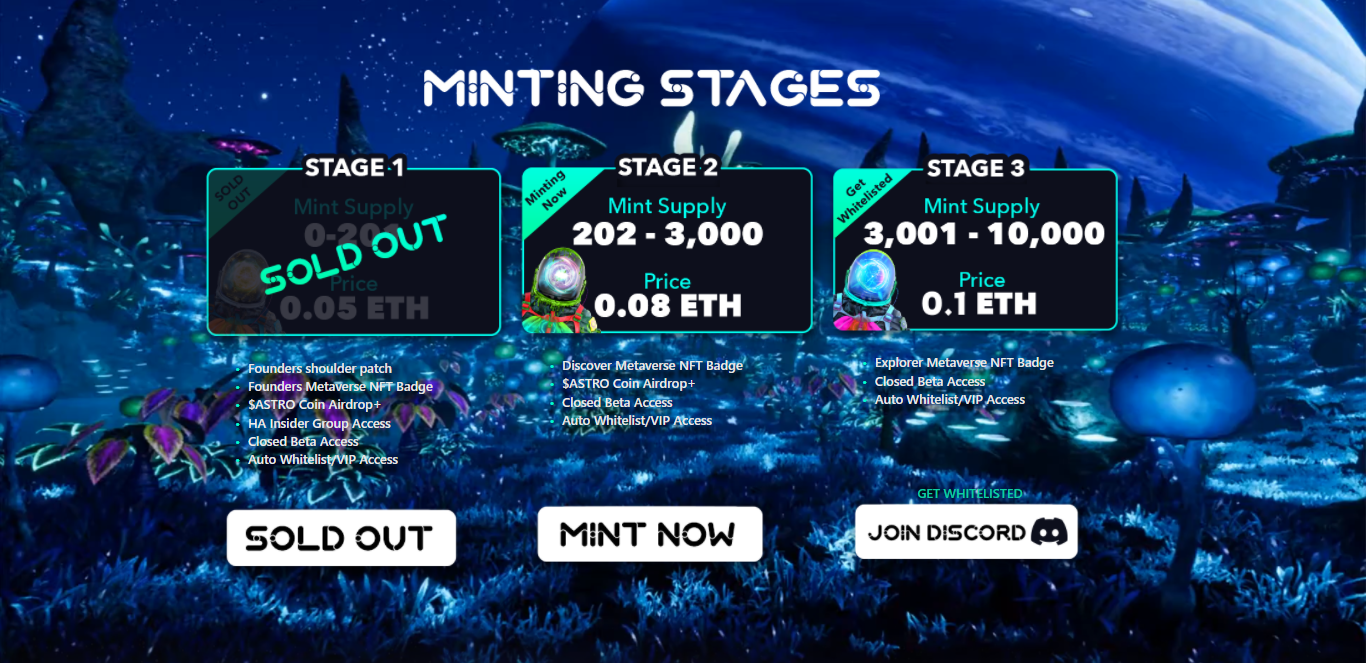 MINTING STAGES
STAGE 1
SOLD
OUT
Mint Supply
SOLD OUT
Price
0.05 ETH
Founders shoulder patch
Founders Metaverse NFT Badge
$ASTRO Coin Airdrop+
HA Insider Group Access
Closed Beta Access
Auto Whitelist/VIP Access
SOLD OUT
STAGE 2
Minting
Now
Mint Supply
202 - 3,000
Price
0.08 ETH
Discover Metaverse NFT Badge
$ASTRO Coin Airdrop+
Closed Beta Access
Auto Whitelist/VIP Access
MINT NOW
STAGE 3
Get
Whitelisted
Mint Supply
3,001 - 10,000
Price
0.1 ETH
Explorer Metaverse NFT Badge
Closed Beta Access
Auto Whitelist/VIP Access
GET WHITELISTED
JOIN DISCORD